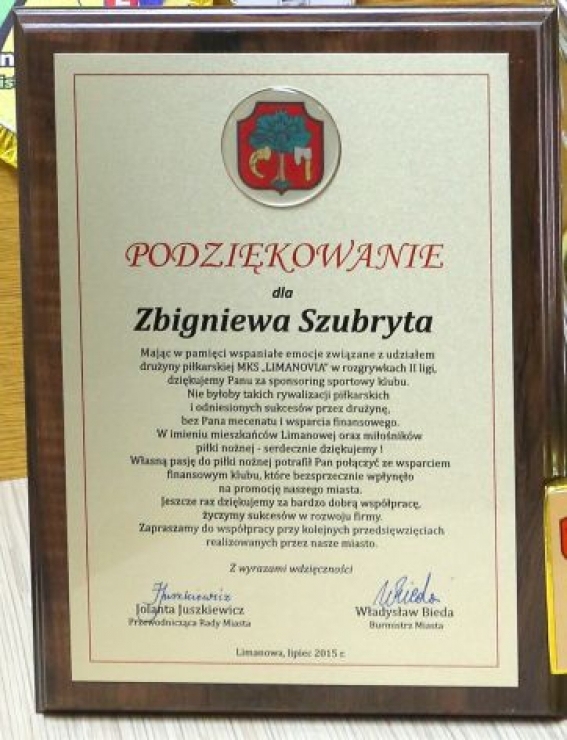 PODZIĘKOWANIE
dla
Zbigniewa Szubryta
Mając w pamięci wspaniałe emocje związane z udziałem
drużyny piłkarskiej MKS „LIMANOVIA" w rozgrywkach II ligi,
dziękujemy Panu za sponsoring sportowy klubu.
Nie byłoby takich rywalizacji piłkarskich
i odniesionych sukcesów przez drużynę,
bez Pana mecenatu i wsparcia finansowego.
W imieniu mieszkańców Limanowej oraz miłośników
piłki nożnej - serdecznie dziękujemy !
Własną pasję do piłki nożnej potrafił Pan połączyć ze wsparciem
finansowym klubu, które bezsprzecznie wpłynęło
na promocję naszego miasta.
Jeszcze raz dziękujemy za bardzo dobrą współpracę,
życzymy sukcesów w rozwoju firmy.
Zapraszamy do współpracy przy kolejnych przedsięwzięciach
realizowanych przez nasze miasto.
Z wyrazami wdzięczności
Jolanta Juszkiewicz
Przewodnicząca Rady Miasta
Władysław Bieda
Burmistrz Miasta
Limanowa, lipiec 2015 r.